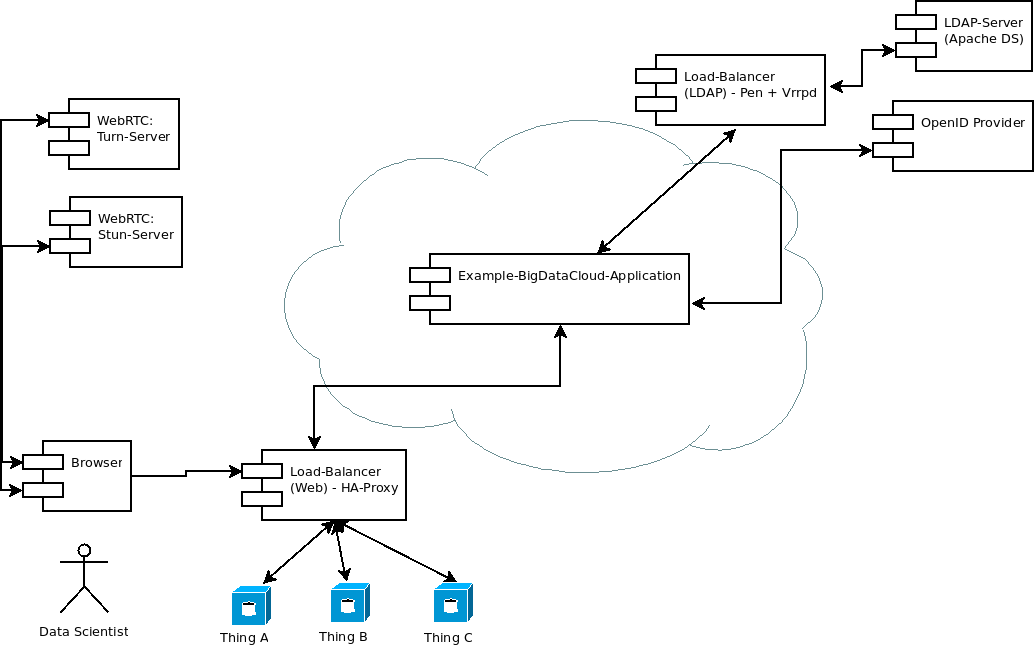 LDAP-Server
(Apache DS)
Load-Balancer
(LDAP) - Pen + Vrrpd
OpenID Provider
WebRTC:
Turn-Server
WebRTC:
Stun-Server
Example-BigDataCloud-Application
Browser
Load-Balancer
(Web) - HA-Proxy
Data Scientist
Thing A
Thing B
Thing C